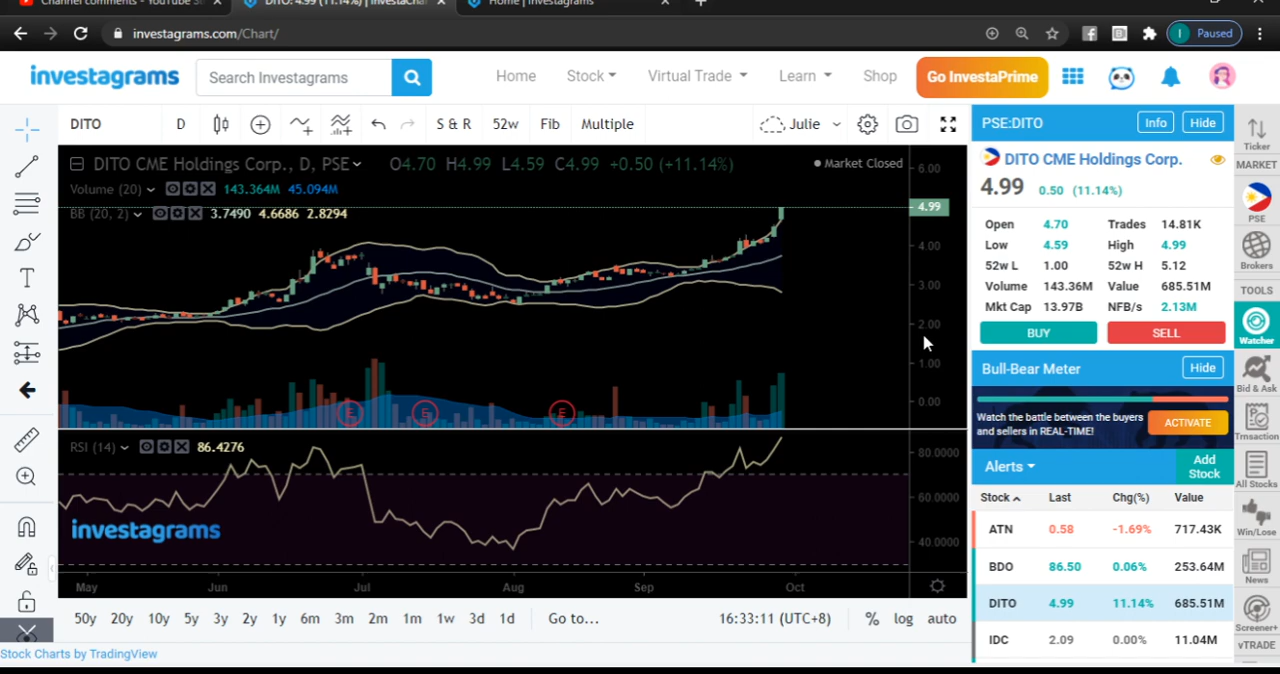 Channel comments - YouTube St
DITO: 4.99 (11.14%) | InvestaChar
Home | Investagrams
investagrams.com/Chart/
Paused
investagrams
Search Investagrams
Home
Stock
Virtual Trade
Learn
Shop
Go InvestaPrime
DITO
D
S & R
52w
Fib
Multiple
Julie
DITO CME Holdings Corp., D, PSE
O4.70 H4.99 L4.59 C4.99 +0.50 (+11.14%)
Market Closed
Volume (20)
143.364M 45.094M
BB (20, 2)
3.7490 4.6686 2.8294
6.00
4.99
4.00
3.00
2.00
1.00
0.00
E
E
E
RSI (14)
86.4276
80.0000
60.0000
40.0000
investagrams
May
Jun
Jul
Aug
Sep
Oct
50y
20y
10y
5y
3y
2y
1y
6m
3m
2m
1m
1w
3d
1d
Go to...
16:33:11 (UTC+8)
%
log
auto
Stock Charts by TradingView
PSE:DITO
Info
Hide
DITO CME Holdings Corp.
4.99 0.50 (11.14%)
Open 4.70 Trades 14.81K
Low 4.59 High 4.99
52w L 1.00 52w H 5.12
Volume 143.36M Value 685.51M
Mkt Cap 13.97B NFB/s 2.13M
BUY
SELL
Bull-Bear Meter
Hide
Watch the battle between the buyers
and sellers in REAL-TIME!
ACTIVATE
Alerts
Add
Stock
Stock Last Chg(%) Value
ATN 0.58 -1.69% 717.43K
BDO 86.50 0.06% 253.64M
DITO 4.99 11.14% 685.51M
IDC 2.09 0.00% 11.04M
Ticker
MARKET
PSE
Brokers
TOOLS
Watcher
Bid & Ask
Trnsaction
All Stocks
Win/Lose
News
Screener+
vTRADE